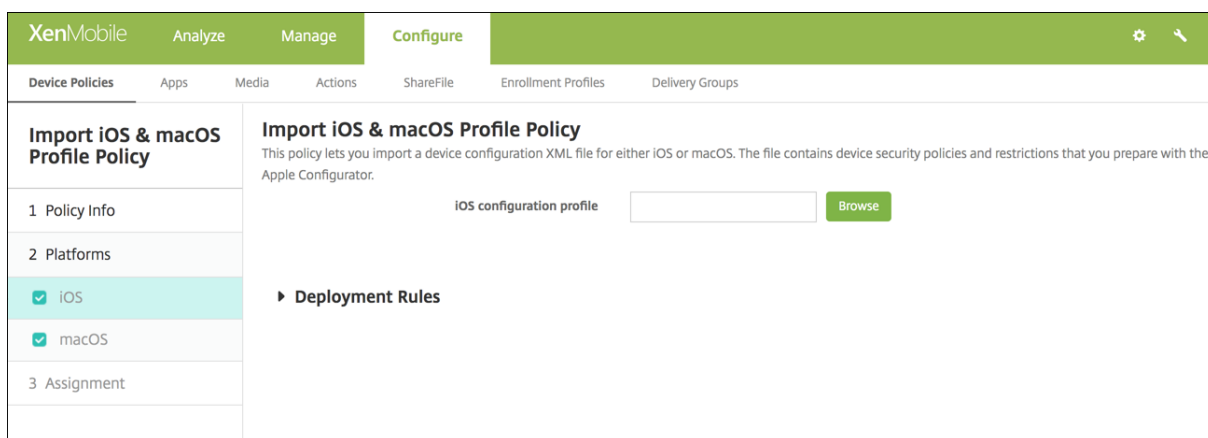 XenMobile Analyze Manage Configure
Device Policies Apps Media Actions ShareFile Enrollment Profiles Delivery Groups
Import iOS & macOS
Profile Policy
1 Policy Info
2 Platforms
iOS
macOS
3 Assignment
Import iOS & macOS Profile Policy
This policy lets you import a device configuration XML file for either iOS or macOS. The file contains device security policies and restrictions that you prepare with the
Apple Configurator.
iOS configuration profile Browse
Deployment Rules